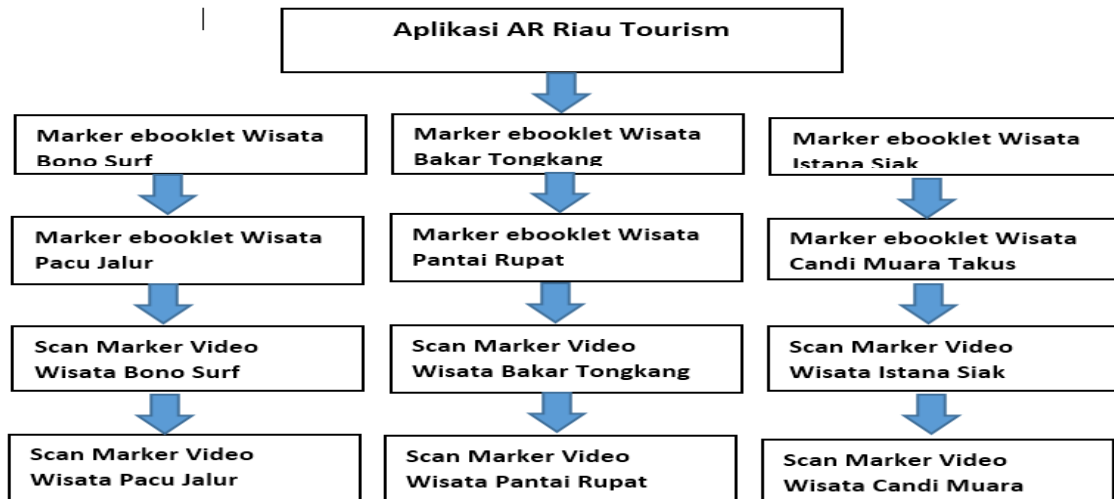 Aplikasi AR Riau Tourism
Marker ebooklet Wisata
Bono Surf
Marker ebooklet Wisata
Bakar Tongkang
Marker ebooklet Wisata
Istana Siak
Marker ebooklet Wisata
Pacu Jalur
Marker ebooklet Wisata
Pantai Rupat
Marker ebooklet Wisata
Candi Muara Takus
Scan Marker Video
Wisata Bono Surf
Scan Marker Video
Wisata Bakar Tongkang
Scan Marker Video
Wisata Istana Siak
Scan Marker Video
Wisata Pacu Jalur
Scan Marker Video
Wisata Pantai Rupat
Scan Marker Video
Wisata Candi Muara